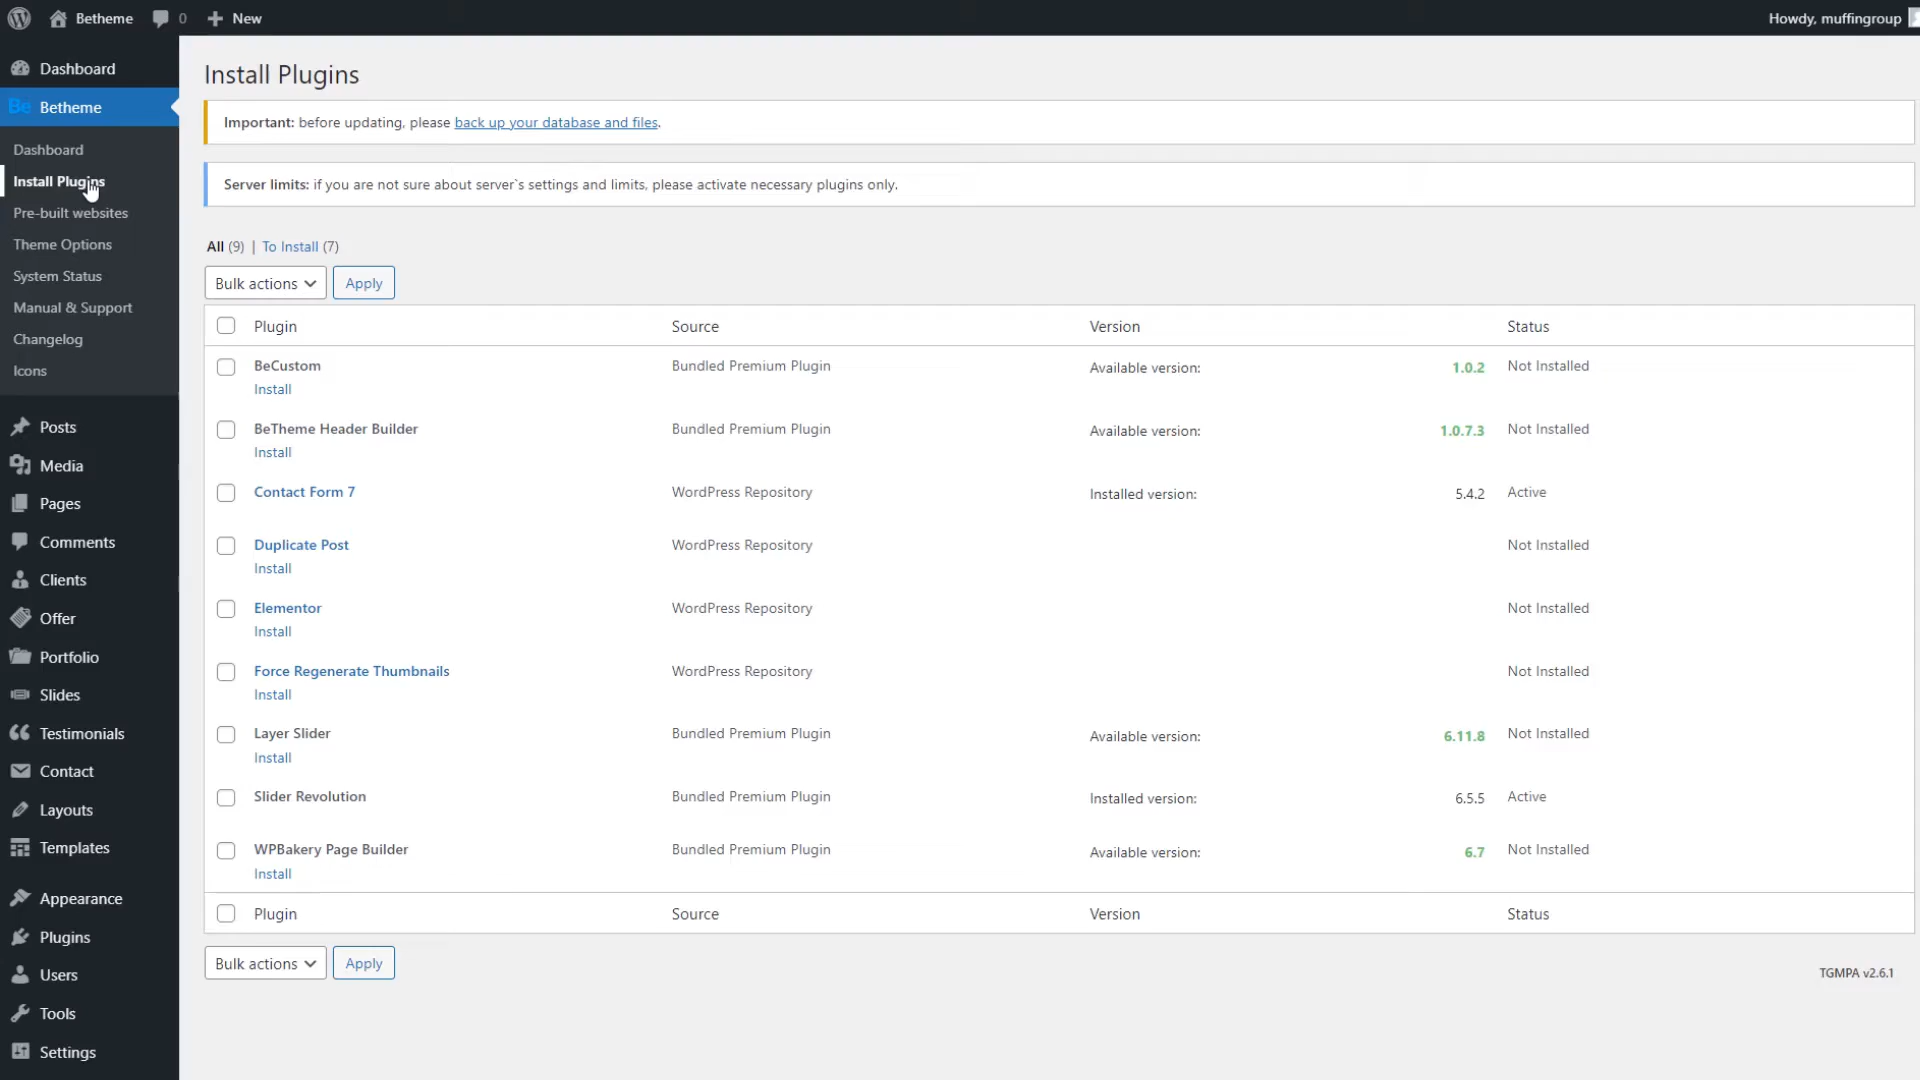 Betheme 0 New Howdy, muffingroup
Dashboard
Be Betheme
Dashboard
Install Plugins
Pre-built websites
Theme Options
System Status
Manual & Support
Changelog
Icons
Posts
Media
Pages
Comments
Clients
Offer
Portfolio
Slides
Testimonials
Contact
Layouts
Templates
Appearance
Plugins
Users
Tools
Settings
Install Plugins
Important: before updating, please back up your database and files.
Server limits: if you are not sure about server`s settings and limits, please activate necessary plugins only.
All (9) | To Install (7)
Bulk actions Apply
Plugin Source Version Status
BeCustom Bundled Premium Plugin Available version: 1.0.2 Not Installed
Install
BeTheme Header Builder Bundled Premium Plugin Available version: 1.0.7.3 Not Installed
Install
Contact Form 7 WordPress Repository Installed version: 5.4.2 Active
Duplicate Post WordPress Repository Not Installed
Install
Elementor WordPress Repository Not Installed
Install
Force Regenerate Thumbnails WordPress Repository Not Installed
Install
Layer Slider Bundled Premium Plugin Available version: 6.11.8 Not Installed
Install
Slider Revolution Bundled Premium Plugin Installed version: 6.5.5 Active
WPBakery Page Builder Bundled Premium Plugin Available version: 6.7 Not Installed
Install
Plugin Source Version Status
Bulk actions Apply
TGMPA v2.6.1